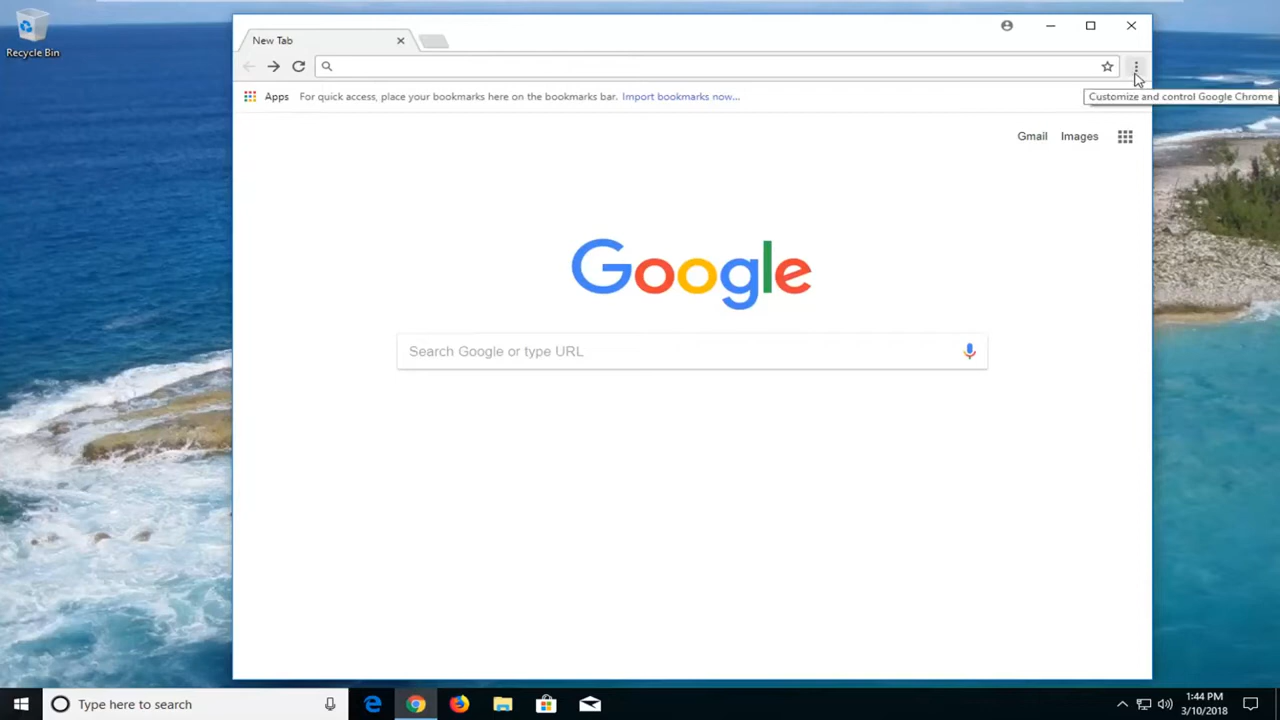 Recycle Bin
New Tab
Apps For quick access, place your bookmarks here on the bookmarks bar. Import bookmarks now...
Customize and control Google Chrome
Gmail Images
Google
Search Google or type URL
Type here to search
1:44 PM
3/10/2018